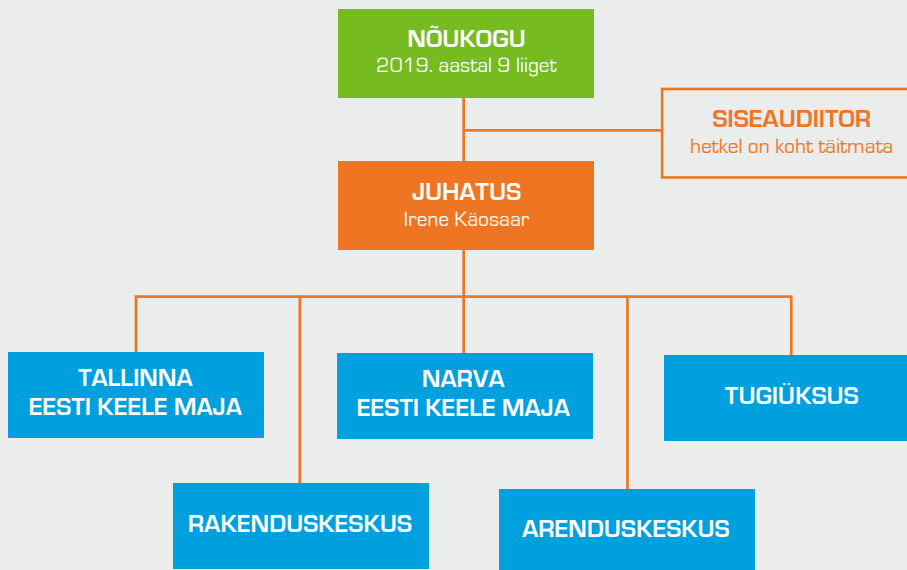 NÕUKOGU
2019. aastal 9 liiget
SISEAUDIITOR
hetkel on koht täitmata
JUHATUS
Irene Käosaar
TALLINNA
EESTI KEELE MAJA
NARVA
EESTI KEELE MAJA
TUGIÜKSUS
RAKENDUSKESKUS
ARENDUSKESKUS